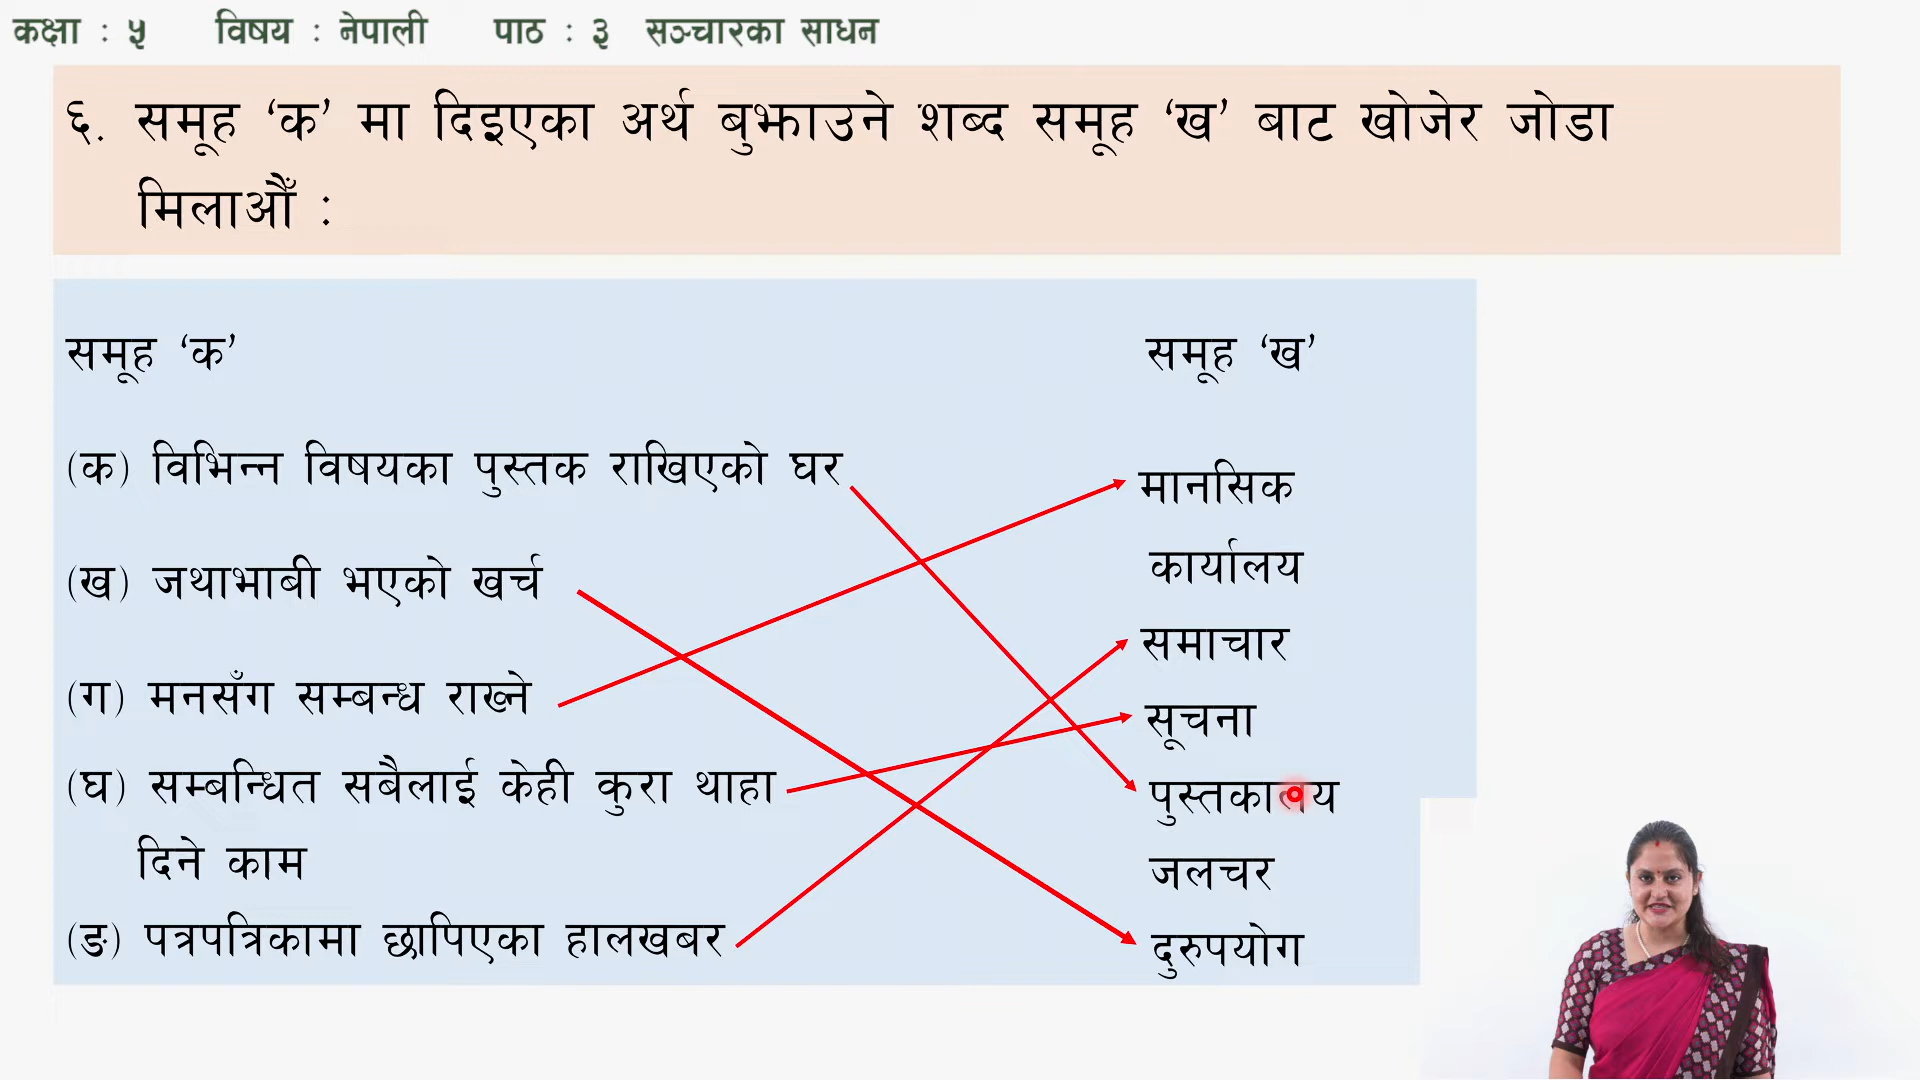 कक्षा : ५ विषय : नेपाली पाठ : ३ सञ्चारका साधन
६. समूह ‘क’ मा दिइएका अर्थ बुझाउने शब्द समूह ‘ख’ बाट खोजेर जोडा
मिलाऔँ :
समूह ‘क’ समूह ‘ख’
(क) विभिन्न विषयका पुस्तक राखिएको घर मानसिक
कार्यालय
(ख) जथाभाबी भएको खर्च
समाचार
(ग) मनसँग सम्बन्ध राख्ने सूचना
(घ) सम्बन्धित सबैलाई केही कुरा थाहा पुस्तकालय
दिने काम जलचर
(ङ) पत्रपत्रिकामा छापिएका हालखबर दुरुपयोग